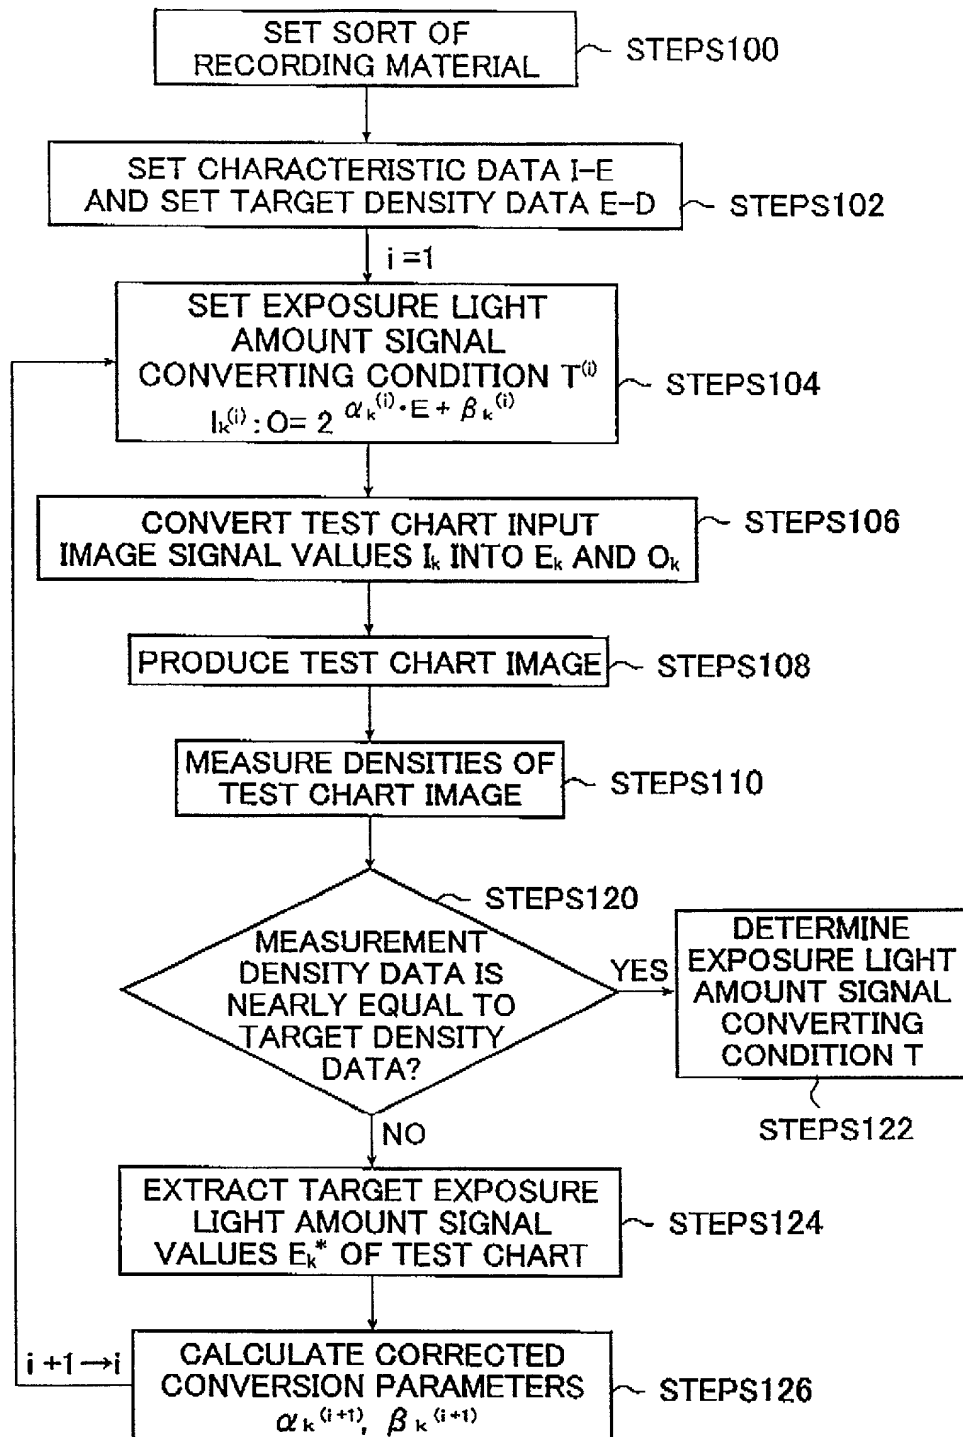 SET SORT OF
RECORDING MATERIAL
STEPS100
SET CHARACTERISTIC DATA I-E
AND SET TARGET DENSITY DATA E-D
STEPS102
i=1
SET EXPOSURE LIGHT
AMOUNT SIGNAL
CONVERTING CONDITION T⁽ⁱ⁾
Iₖ⁽ⁱ⁾ : O= 2 αₖ⁽ⁱ⁾·E + βₖ⁽ⁱ⁾
STEPS104
CONVERT TEST CHART INPUT
IMAGE SIGNAL VALUES Iₖ INTO Eₖ AND Oₖ
STEPS106
PRODUCE TEST CHART IMAGE
STEPS108
MEASURE DENSITIES OF
TEST CHART IMAGE
STEPS110
STEPS120
MEASUREMENT
DENSITY DATA IS
NEARLY EQUAL TO
TARGET DENSITY
DATA?
YES
DETERMINE
EXPOSURE LIGHT
AMOUNT SIGNAL
CONVERTING
CONDITION T
STEPS122
NO
EXTRACT TARGET EXPOSURE
LIGHT AMOUNT SIGNAL
VALUES Eₖ* OF TEST CHART
STEPS124
i+1→i
CALCULATE CORRECTED
CONVERSION PARAMETERS
αₖ⁽ⁱ⁺¹⁾, βₖ⁽ⁱ⁺¹⁾
STEPS126